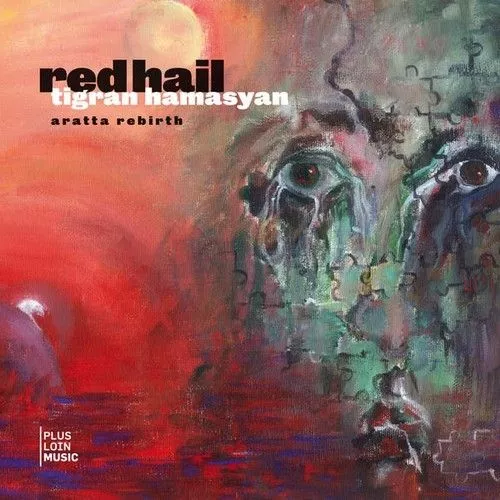 red hail
tigran hamasyan
aratta rebirth
PLUS
LOIN
MUSIC